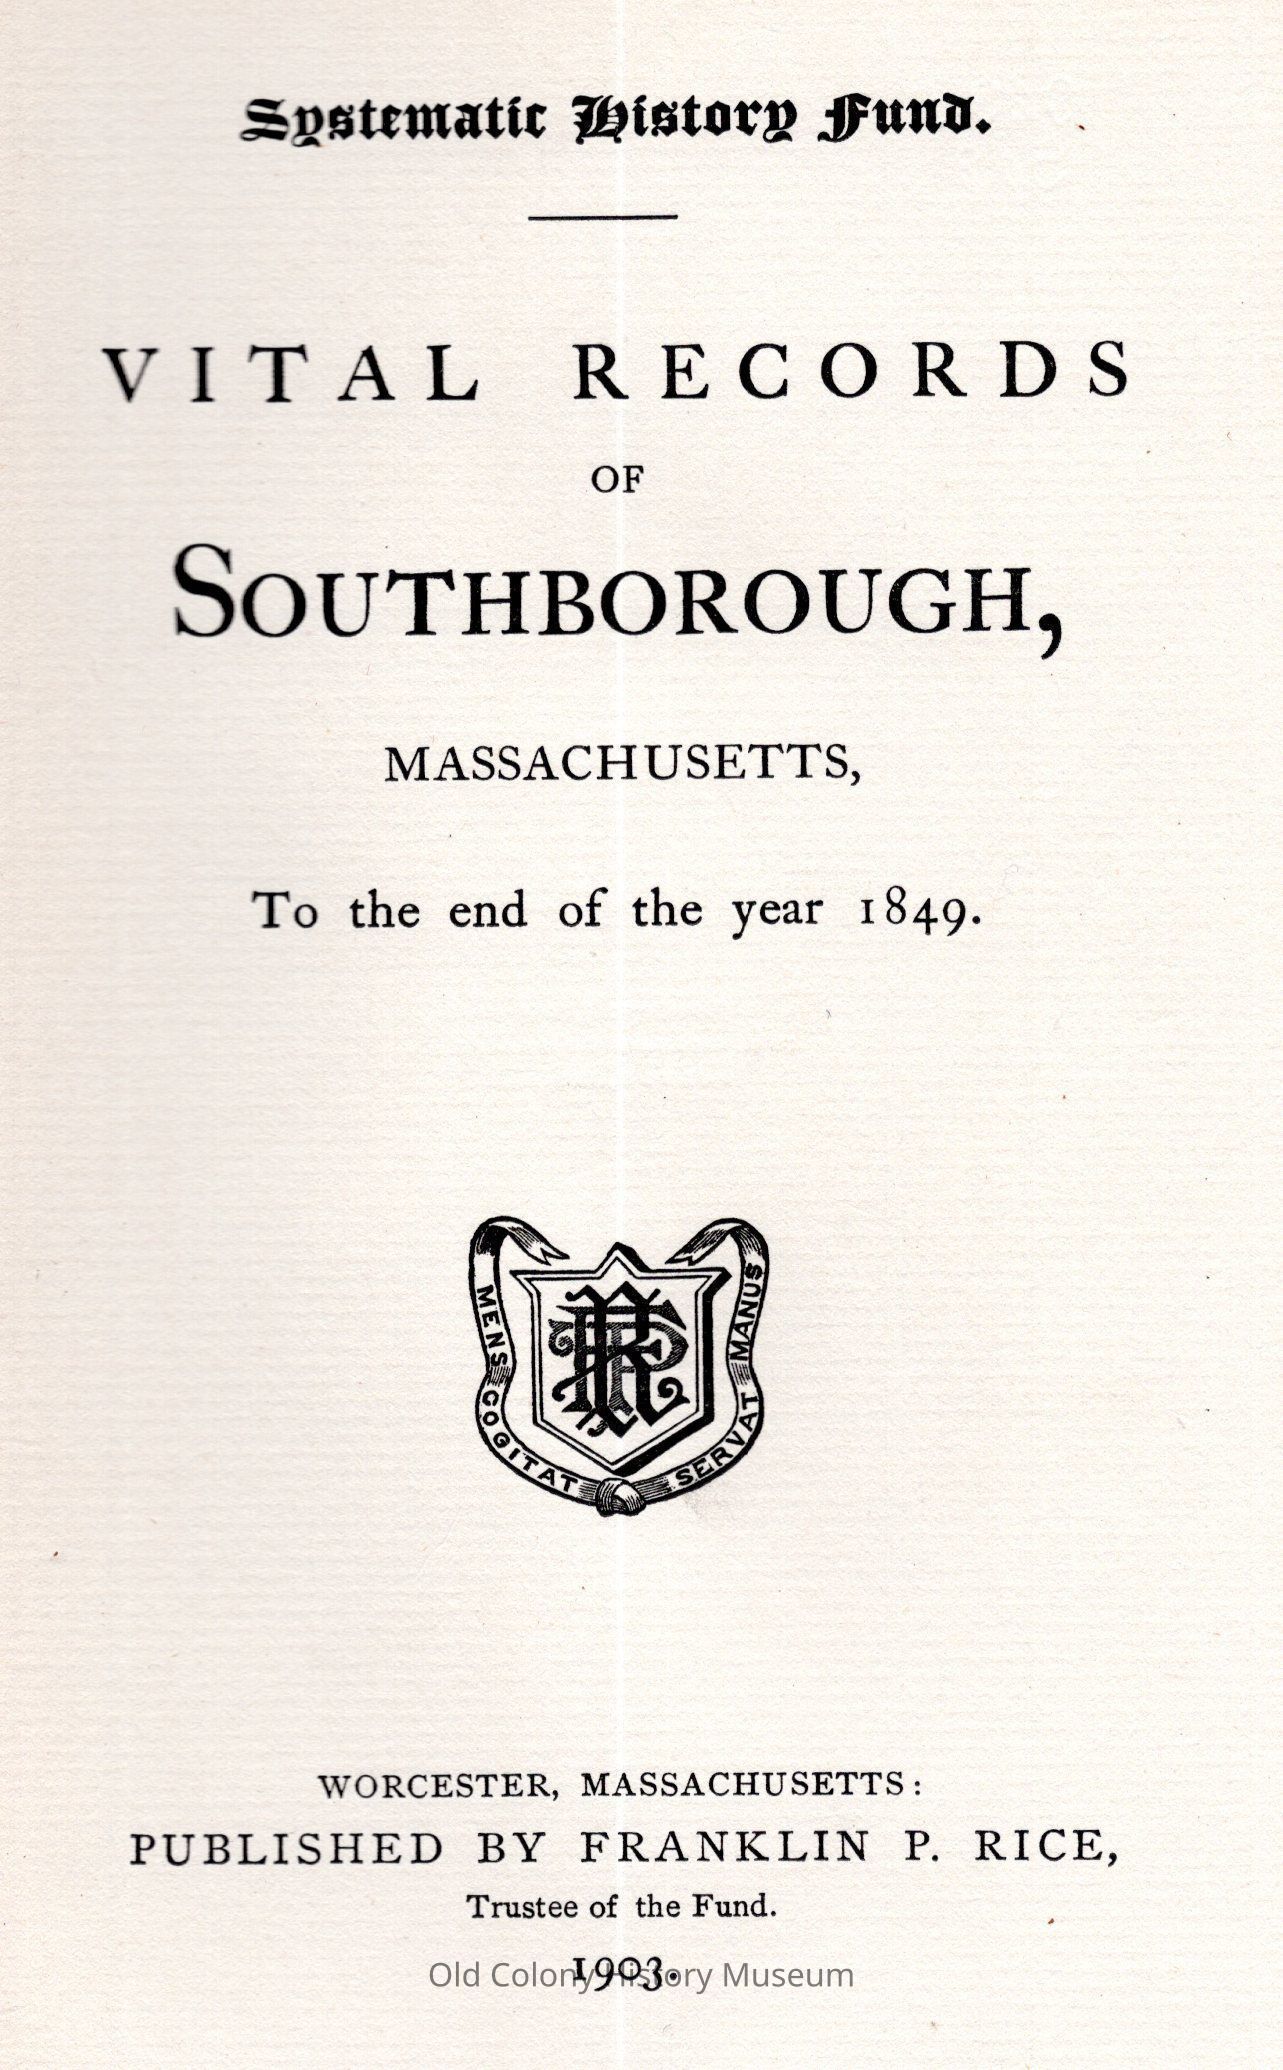 Systematic History Fund.
VITAL RECORDS
OF
SOUTHBOROUGH,
MASSACHUSETTS,
To the end of the year 1849.
MENS COGITAT
MANUS SERVAT
WORCESTER, MASSACHUSETTS:
PUBLISHED BY FRANKLIN P. RICE,
Trustee of the Fund.
1903.
Old Colony History Museum